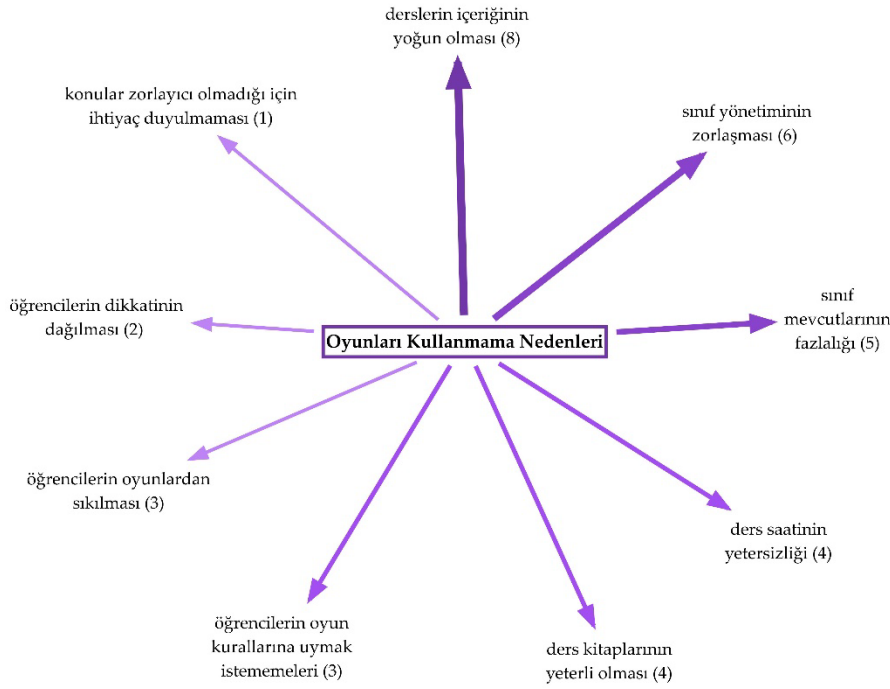 derslerin içeriğinin
yoğun olması (8)
konular zorlayıcı olmadığı için
ihtiyaç duyulmaması (1)
sınıf yönetiminin
zorlaşması (6)
öğrencilerin dikkatinin
dağılması (2)
sınıf
mevcutlarının
fazlalığı (5)
Oyunları Kullanmama Nedenleri
öğrencilerin oyunlardan
sıkılması (3)
ders saatinin
yetersizliği (4)
öğrencilerin oyun
kurallarına uymak
istememeleri (3)
ders kitaplarının
yeterli olması (4)